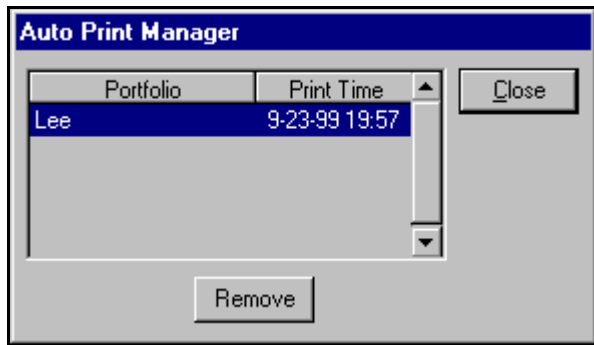 Auto Print Manager
Portfolio Print Time
Close
Lee 9-23-99 19:57
Remove